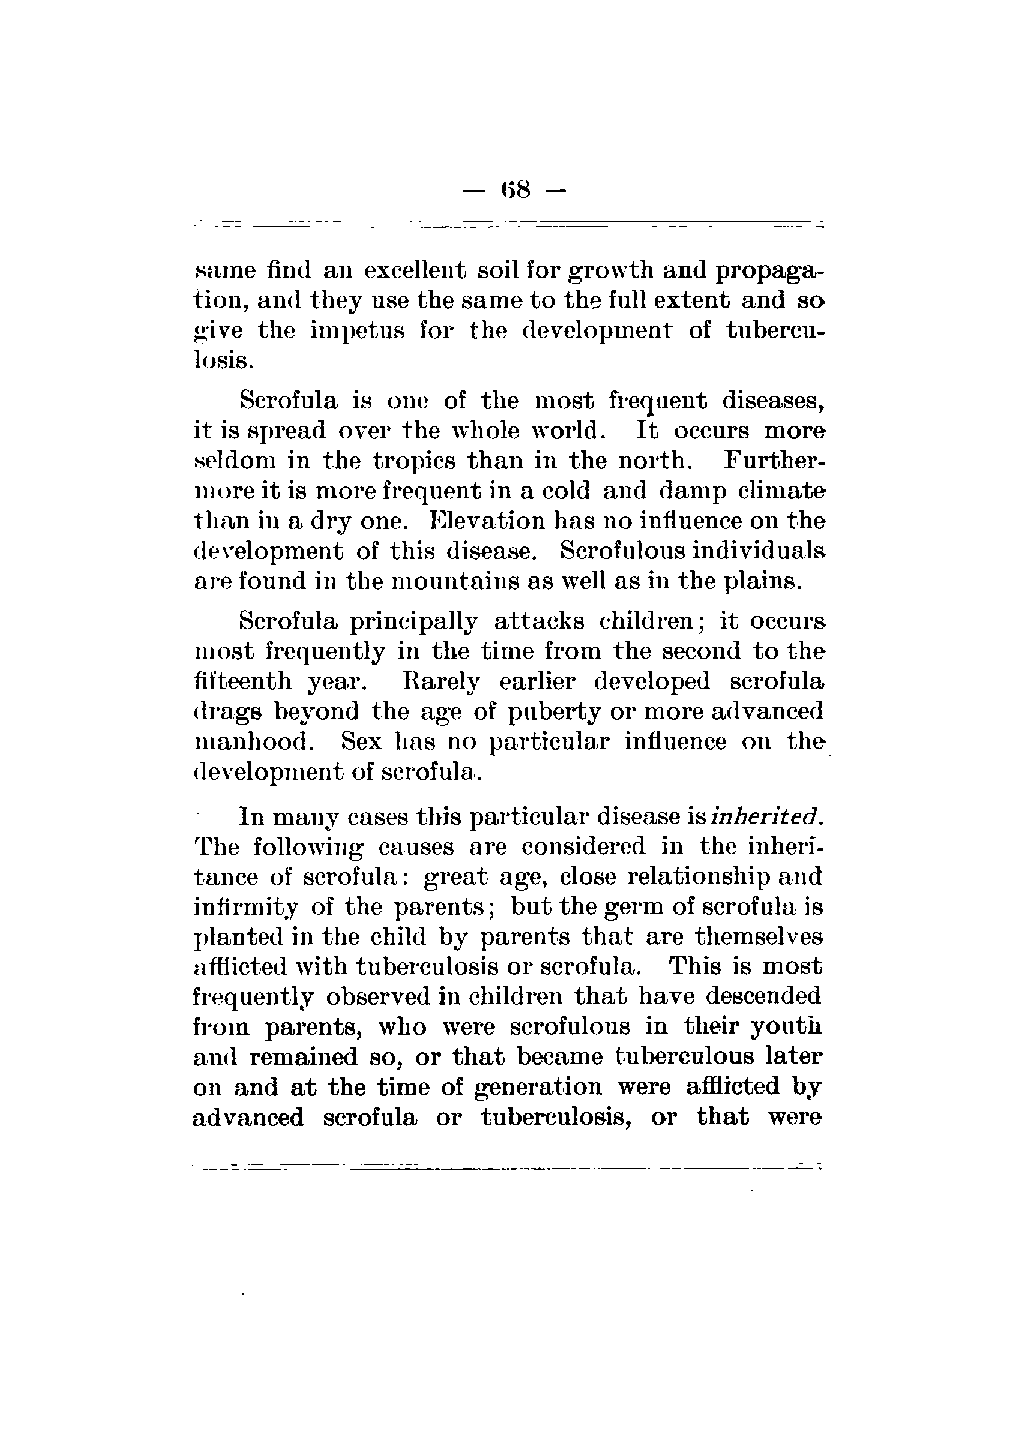 — 68 —
same find an excellent soil for growth and propaga-
tion, and they use the same to the full extent and so
give the impetus for the development of tubercu-
losis.
Scrofula is one of the most frequent diseases,
it is spread over the whole world. It occurs more
seldom in the tropics than in the north. Further-
more it is more frequent in a cold and damp climate
than in a dry one. Elevation has no influence on the
development of this disease. Scrofulous individuals
are found in the mountains as well as in the plains.
Scrofula principally attacks children; it occurs
most frequently in the time from the second to the
fifteenth year. Rarely earlier developed scrofula
drags beyond the age of puberty or more advanced
manhood. Sex has no particular influence on the
development of scrofula.
In many cases this particular disease is inherited.
The following causes are considered in the inheri-
tance of scrofula: great age, close relationship and
infirmity of the parents; but the germ of scrofula is
planted in the child by parents that are themselves
afflicted with tuberculosis or scrofula. This is most
frequently observed in children that have descended
from parents, who were scrofulous in their youth
and remained so, or that became tuberculous later
on and at the time of generation were afflicted by
advanced scrofula or tuberculosis, or that were